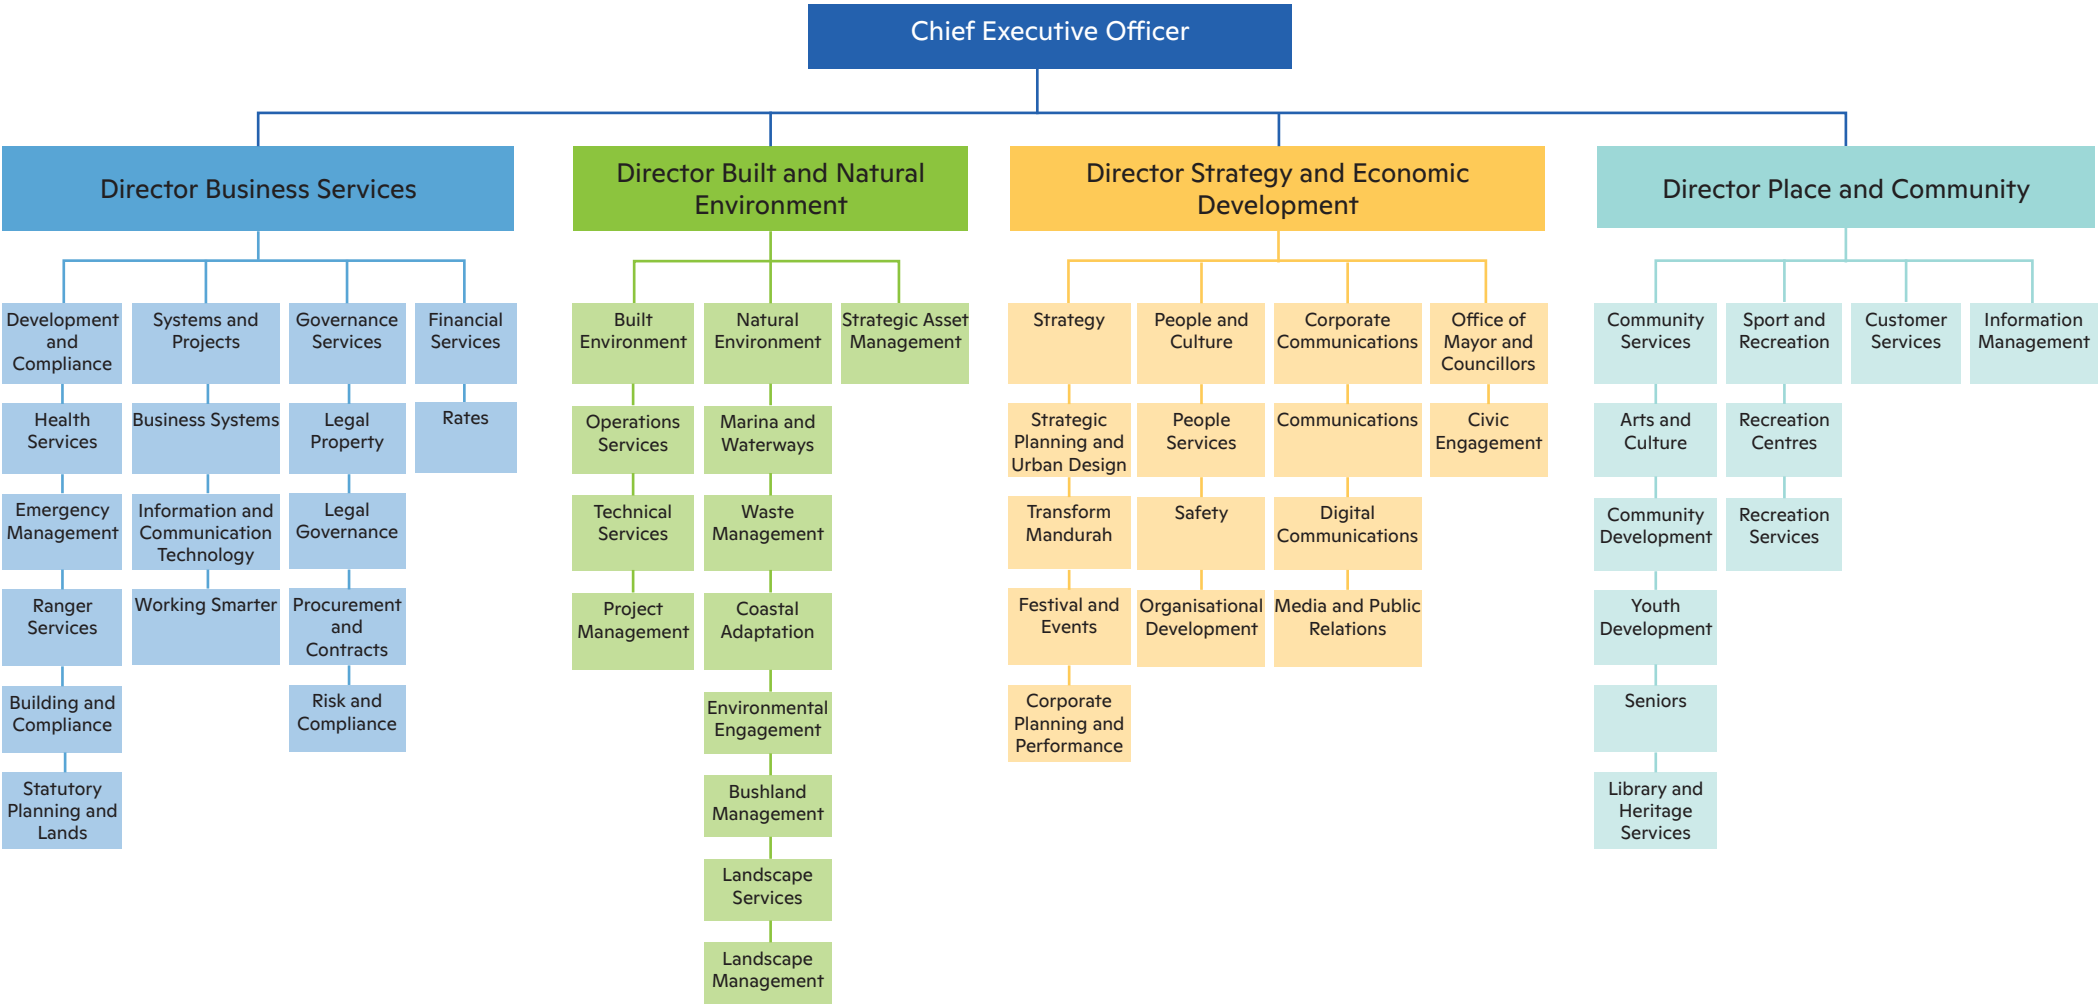 Chief Executive Officer
Director Business Services
Development
and
Compliance
Health
Services
Emergency
Management
Ranger
Services
Building and
Compliance
Statutory
Planning and
Lands
Systems and
Projects
Business Systems
Information and
Communication
Technology
Working Smarter
Governance
Services
Legal
Property
Legal
Governance
Procurement
and
Contracts
Risk and
Compliance
Financial
Services
Rates
Director Built and Natural
Environment
Built
Environment
Operations
Services
Technical
Services
Project
Management
Natural
Environment
Marina and
Waterways
Waste
Management
Coastal
Adaptation
Environmental
Engagement
Bushland
Management
Landscape
Services
Landscape
Management
Strategic Asset
Management
Director Strategy and Economic
Development
Strategy
Strategic
Planning and
Urban Design
Transform
Mandurah
Festival and
Events
Corporate
Planning and
Performance
People and
Culture
People
Services
Safety
Organisational
Development
Corporate
Communications
Communications
Digital
Communications
Media and Public
Relations
Office of
Mayor and
Councillors
Civic
Engagement
Director Place and Community
Community
Services
Arts and
Culture
Community
Development
Youth
Development
Seniors
Library and
Heritage
Services
Sport and
Recreation
Recreation
Centres
Recreation
Services
Customer
Services
Information
Management